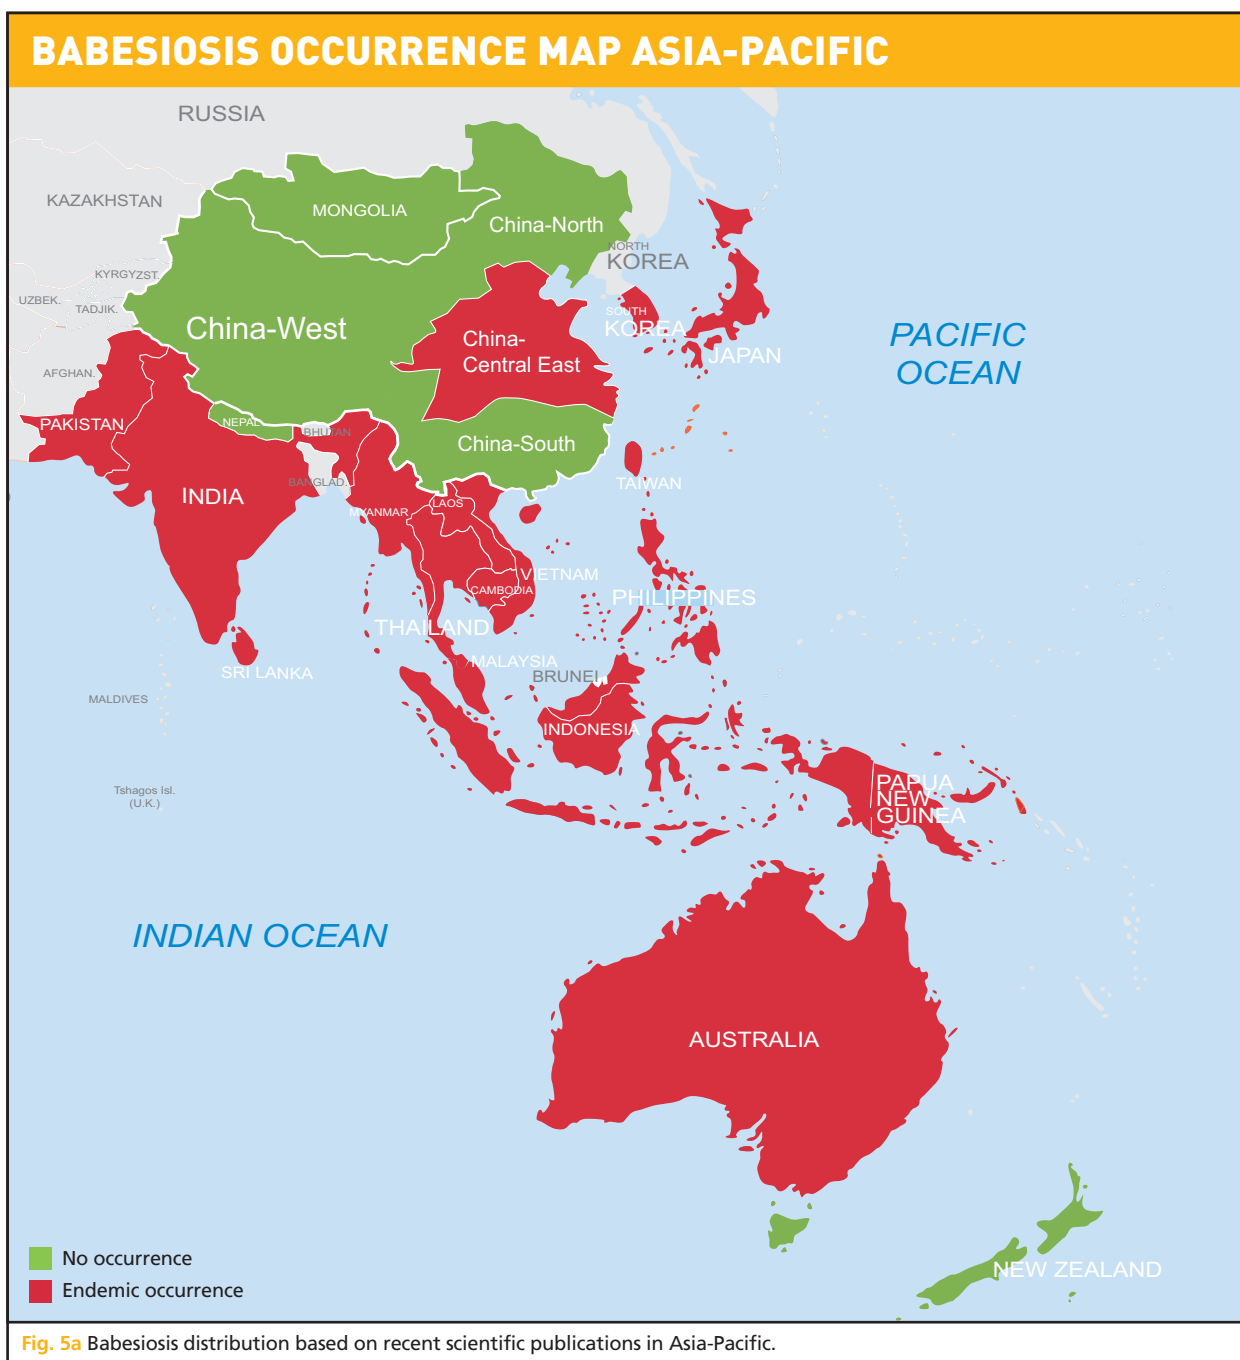 BABESIOSIS OCCURRENCE MAP ASIA-PACIFIC
RUSSIA
KAZAKHSTAN
MONGOLIA
China-North
NORTH
KOREA
KYRGYZST.
UZBEK.
TADJIK.
China-West
SOUTH
KOREA
China-
Central East
JAPAN
PACIFIC
OCEAN
AFGHAN.
PAKISTAN
NEPAL
BHUTAN
China-South
BANGLAD.
TAIWAN
INDIA
LAOS
MYANMAR
VIETNAM
CAMBODIA
PHILIPPINES
THAILAND
MALAYSIA
SRI LANKA
BRUNEI
MALDIVES
INDONESIA
Tshagos Isl.
(U.K.)
PAPUA
NEW
GUINEA
INDIAN OCEAN
AUSTRALIA
No occurrence
NEW ZEALAND
Endemic occurrence
Fig. 5a Babesiosis distribution based on recent scientific publications in Asia-Pacific.